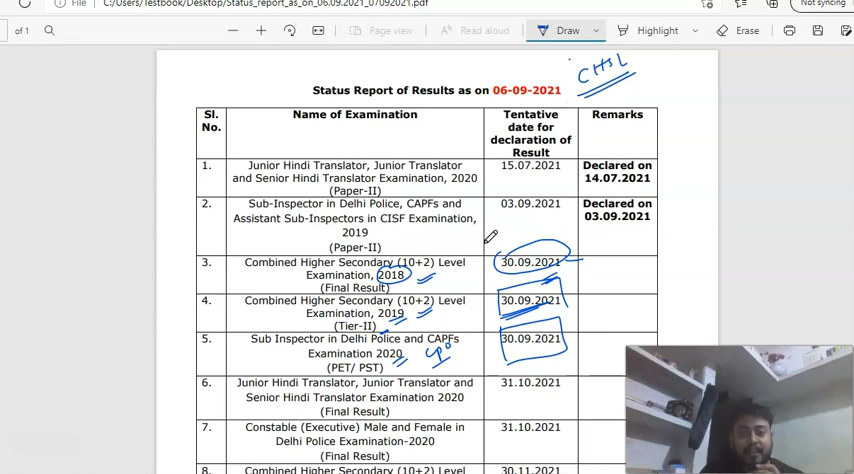 File | C:/Users/Testbook/Desktop/Status_report_as_on_06.09.2021_07092021.pdf
Not syncing
of 1
Page view
Read aloud
Draw
Highlight
Erase
CHSL
Status Report of Results as on 06-09-2021
Sl. No.
Name of Examination
Tentative date for declaration of Result
Remarks
1.
Junior Hindi Translator, Junior Translator
and Senior Hindi Translator Examination, 2020
(Paper-II)
15.07.2021
Declared on
14.07.2021
2.
Sub-Inspector in Delhi Police, CAPFs and
Assistant Sub-Inspectors in CISF Examination,
2019
(Paper-II)
03.09.2021
Declared on
03.09.2021
3.
Combined Higher Secondary (10+2) Level
Examination, 2018
(Final Result)
30.09.2021
4.
Combined Higher Secondary (10+2) Level
Examination, 2019
(Tier-II)
30.09.2021
5.
Sub Inspector in Delhi Police and CAPFs
Examination 2020
(PET/ PST)
CPO
30.09.2021
6.
Junior Hindi Translator, Junior Translator and
Senior Hindi Translator Examination 2020
(Final Result)
31.10.2021
7.
Constable (Executive) Male and Female in
Delhi Police Examination-2020
(Final Result)
31.10.2021
8.
Combined Higher Secondary (10+2) Level
30.11.2021